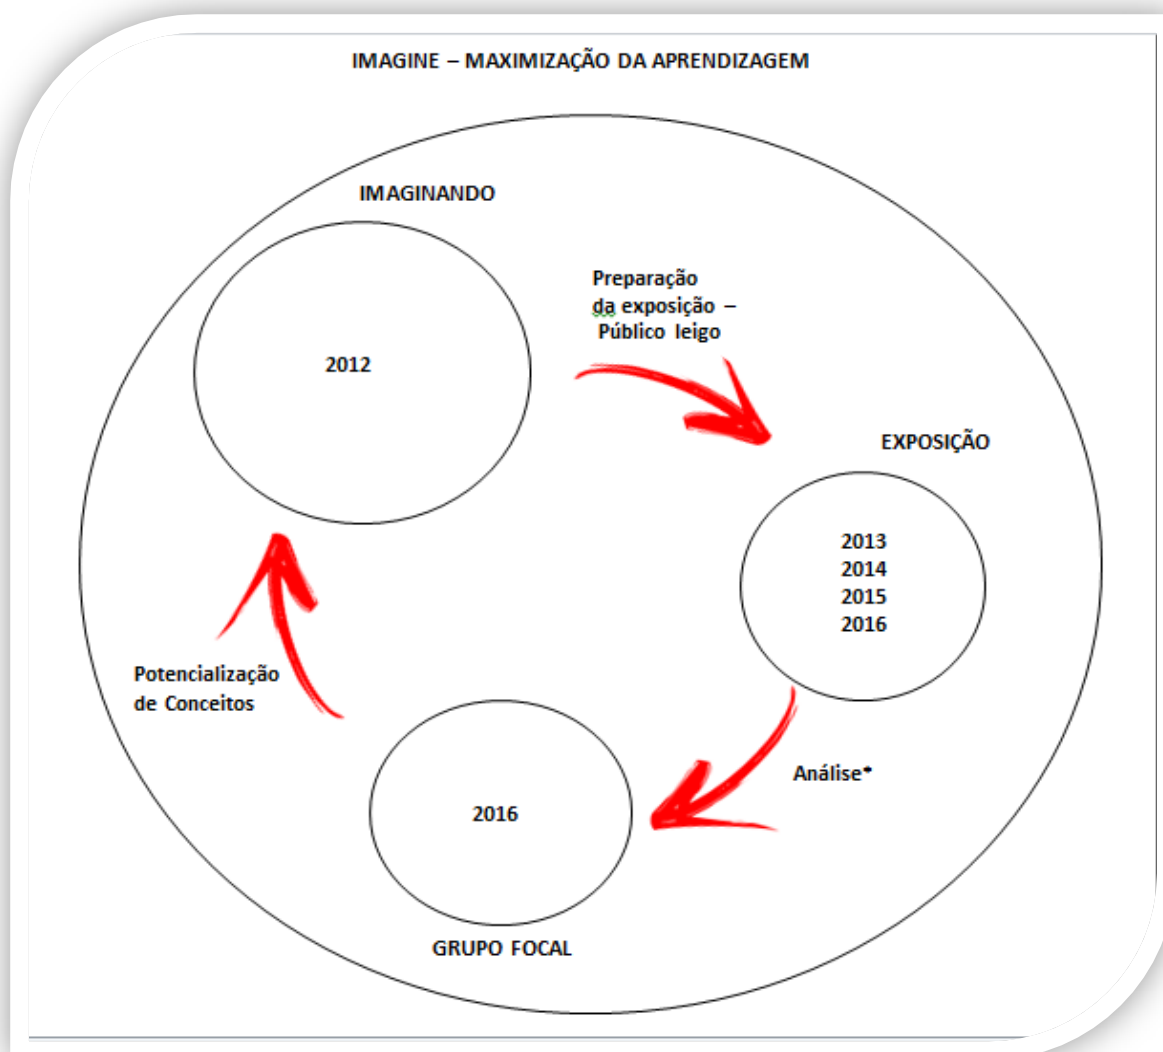 IMAGINE – MAXIMIZAÇÃO DA APRENDIZAGEM
IMAGINANDO
2012
Preparação
da exposição –
Público leigo
EXPOSIÇÃO
2013
2014
2015
2016
Análise*
2016
GRUPO FOCAL
Potencialização
de Conceitos